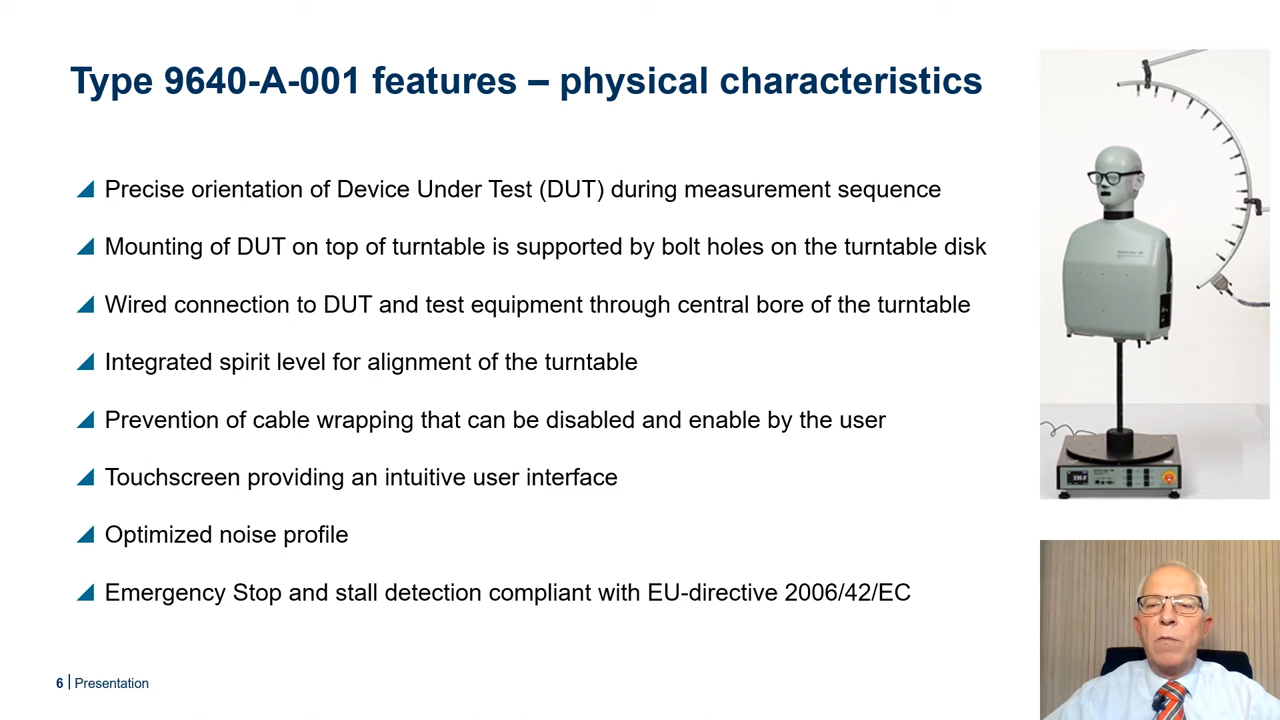 Type 9640-A-001 features – physical characteristics
Precise orientation of Device Under Test (DUT) during measurement sequence
Mounting of DUT on top of turntable is supported by bolt holes on the turntable disk
Wired connection to DUT and test equipment through central bore of the turntable
Integrated spirit level for alignment of the turntable
Prevention of cable wrapping that can be disabled and enable by the user
Touchscreen providing an intuitive user interface
Optimized noise profile
Emergency Stop and stall detection compliant with EU-directive 2006/42/EC
6 | Presentation